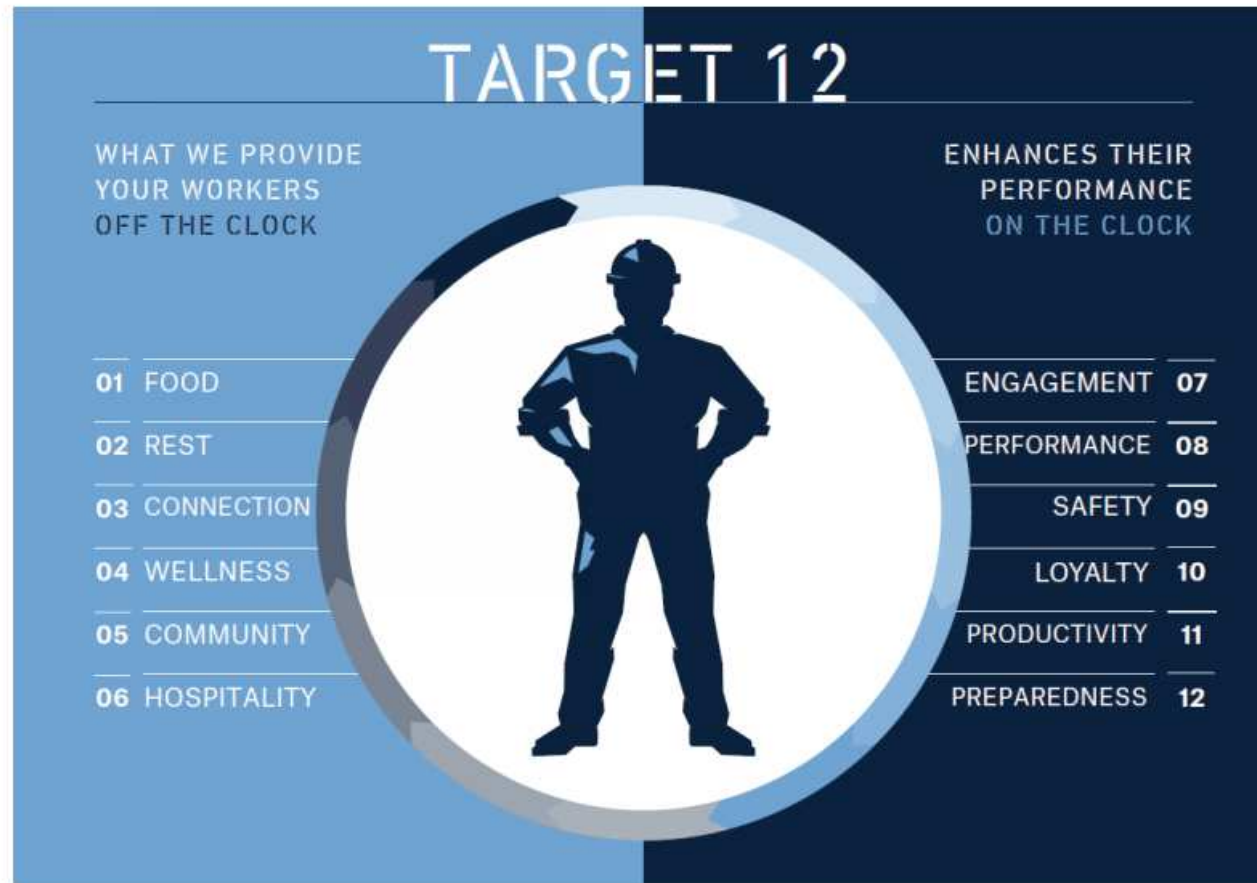 TARGET 12
WHAT WE PROVIDE
YOUR WORKERS
OFF THE CLOCK
ENHANCES THEIR
PERFORMANCE
ON THE CLOCK
01 FOOD
02 REST
03 CONNECTION
04 WELLNESS
05 COMMUNITY
06 HOSPITALITY
ENGAGEMENT 07
PERFORMANCE 08
SAFETY 09
LOYALTY 10
PRODUCTIVITY 11
PREPAREDNESS 12